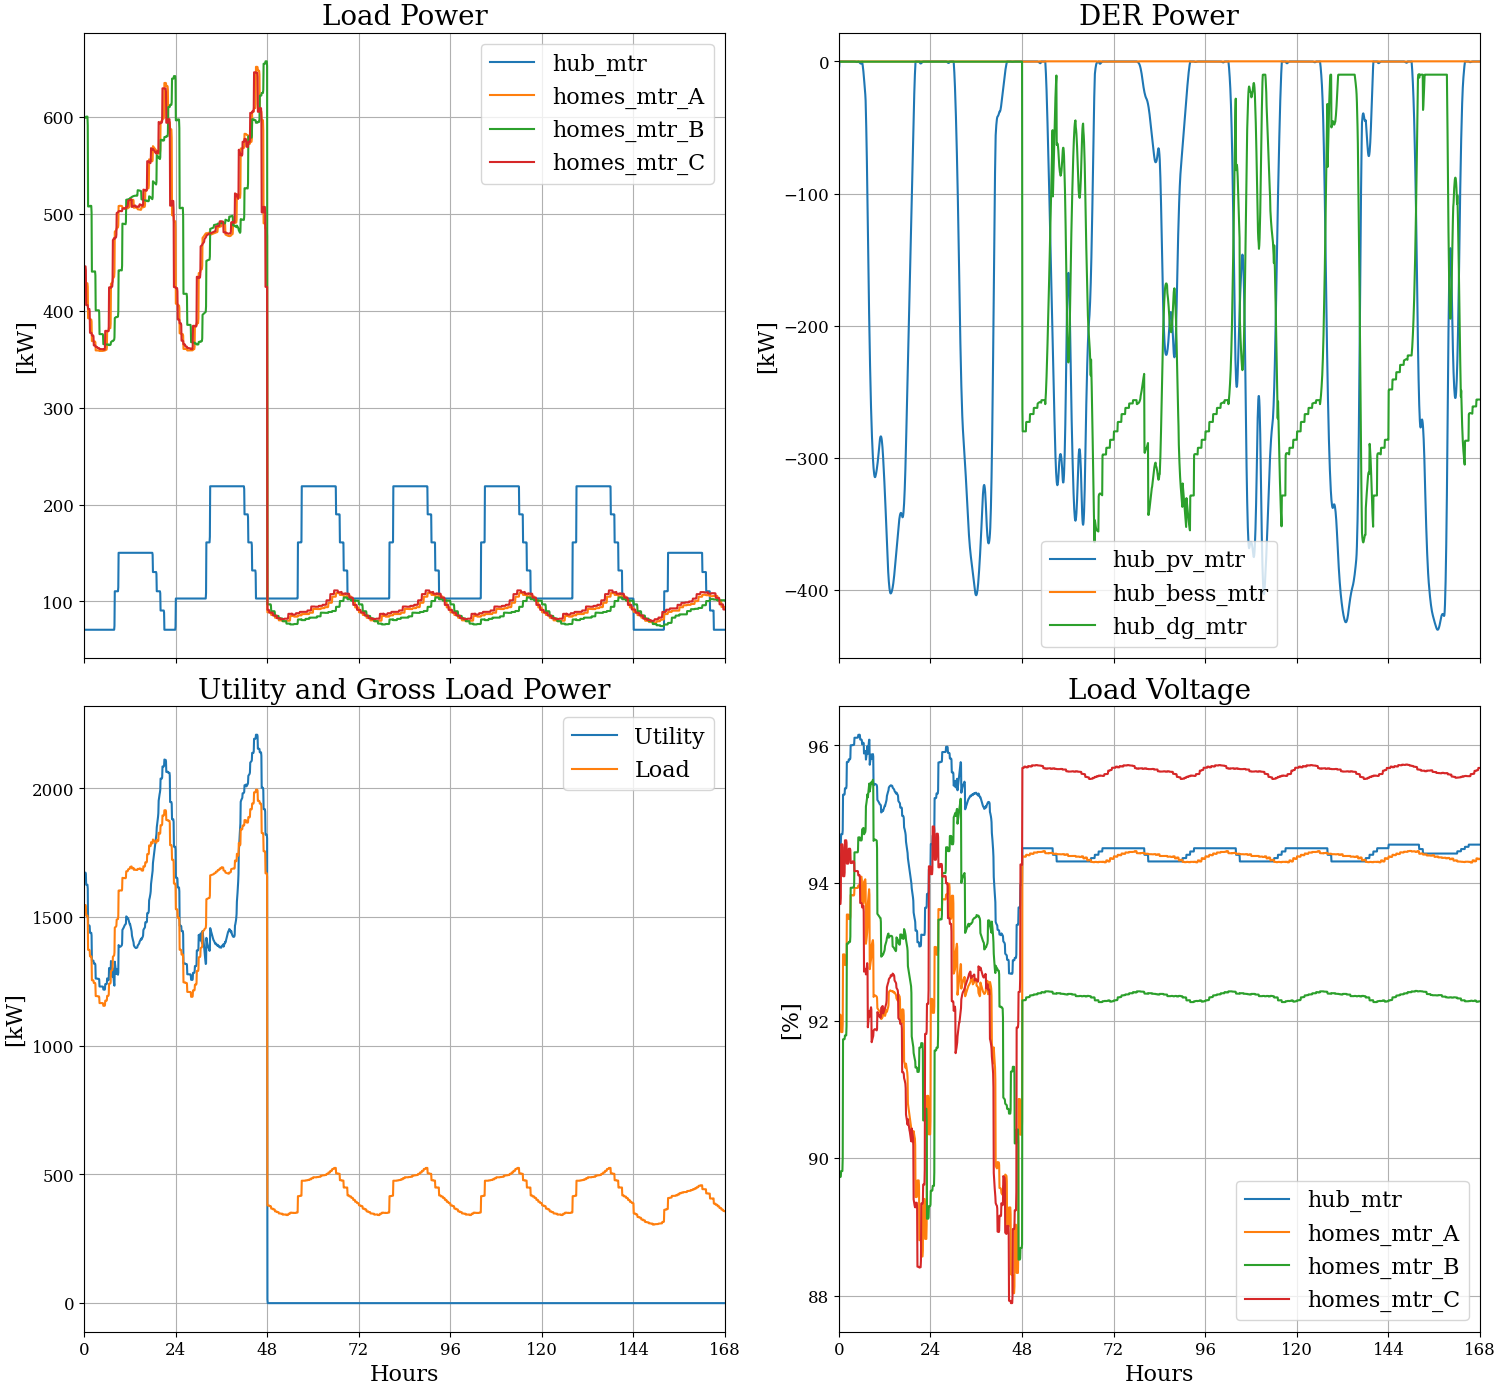 Load Power
[kW]
600
500
400
300
200
100
hub_mtr
homes_mtr_A
homes_mtr_B
homes_mtr_C
DER Power
[kW]
0
−100
−200
−300
−400
hub_pv_mtr
hub_bess_mtr
hub_dg_mtr
Utility and Gross Load Power
[kW]
2000
1500
1000
500
0
Utility
Load
0 24 48 72 96 120 144 168
Hours
Load Voltage
[%]
96
94
92
90
88
hub_mtr
homes_mtr_A
homes_mtr_B
homes_mtr_C
0 24 48 72 96 120 144 168
Hours